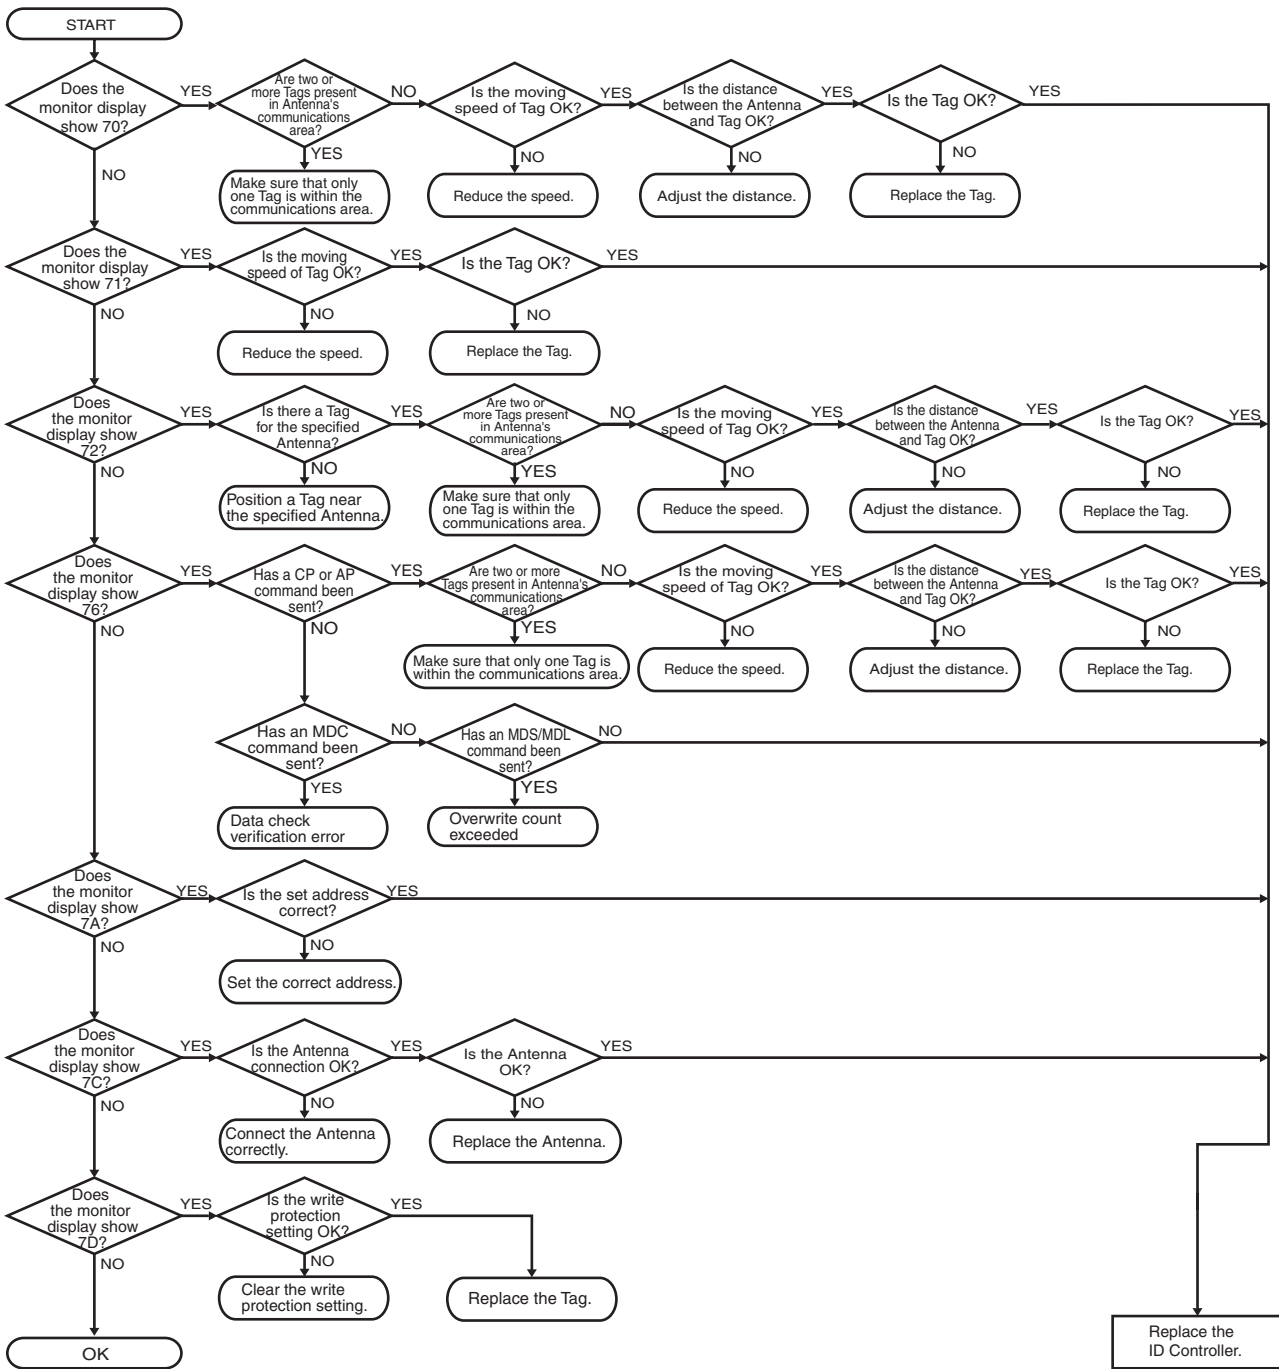 START
Does the
monitor display
show 70?
YES
Are two or
more Tags present
in Antenna's
communications
area?
NO
Is the moving
speed of Tag OK?
YES
Is the distance
between the Antenna
and Tag OK?
YES
Is the Tag OK?
YES
NO
YES
Make sure that only
one Tag is within the
communications area.
NO
Reduce the speed.
NO
Adjust the distance.
NO
Replace the Tag.
Does the
monitor display
show 71?
YES
Is the moving
speed of Tag OK?
YES
Is the Tag OK?
YES
NO
NO
Reduce the speed.
NO
Replace the Tag.
Does
the monitor
display show
72?
YES
Is there a Tag
for the specified
Antenna?
YES
Are two or
more Tags present
in Antenna's
communications
area?
NO
Is the moving
speed of Tag OK?
YES
Is the distance
between the Antenna
and Tag OK?
YES
Is the Tag OK?
YES
NO
NO
Position a Tag near
the specified Antenna.
YES
Make sure that only
one Tag is within the
communications area.
NO
Reduce the speed.
NO
Adjust the distance.
NO
Replace the Tag.
Does
the monitor
display show
76?
YES
Has a CP or AP
command been
sent?
YES
Are two or more
Tags present in Antenna's
communications
area?
NO
Is the moving
speed of Tag OK?
YES
Is the distance
between the Antenna
and Tag OK?
YES
Is the Tag OK?
YES
NO
NO
YES
Make sure that only one Tag is
within the communications area.
NO
Reduce the speed.
NO
Adjust the distance.
NO
Replace the Tag.
Has an MDC
command been
sent?
NO
Has an MDS/MDL
command been
sent?
NO
YES
Data check
verification error
YES
Overwrite count
exceeded
Does
the monitor
display show
7A?
YES
Is the set address
correct?
YES
NO
NO
Set the correct address.
Does
the monitor
display show
7C?
YES
Is the Antenna
connection OK?
YES
Is the Antenna
OK?
YES
NO
NO
Connect the Antenna
correctly.
NO
Replace the Antenna.
Does
the monitor
display show
7D?
YES
Is the write
protection
setting OK?
YES
NO
NO
Clear the write
protection setting.
Replace the Tag.
OK
Replace the
ID Controller.